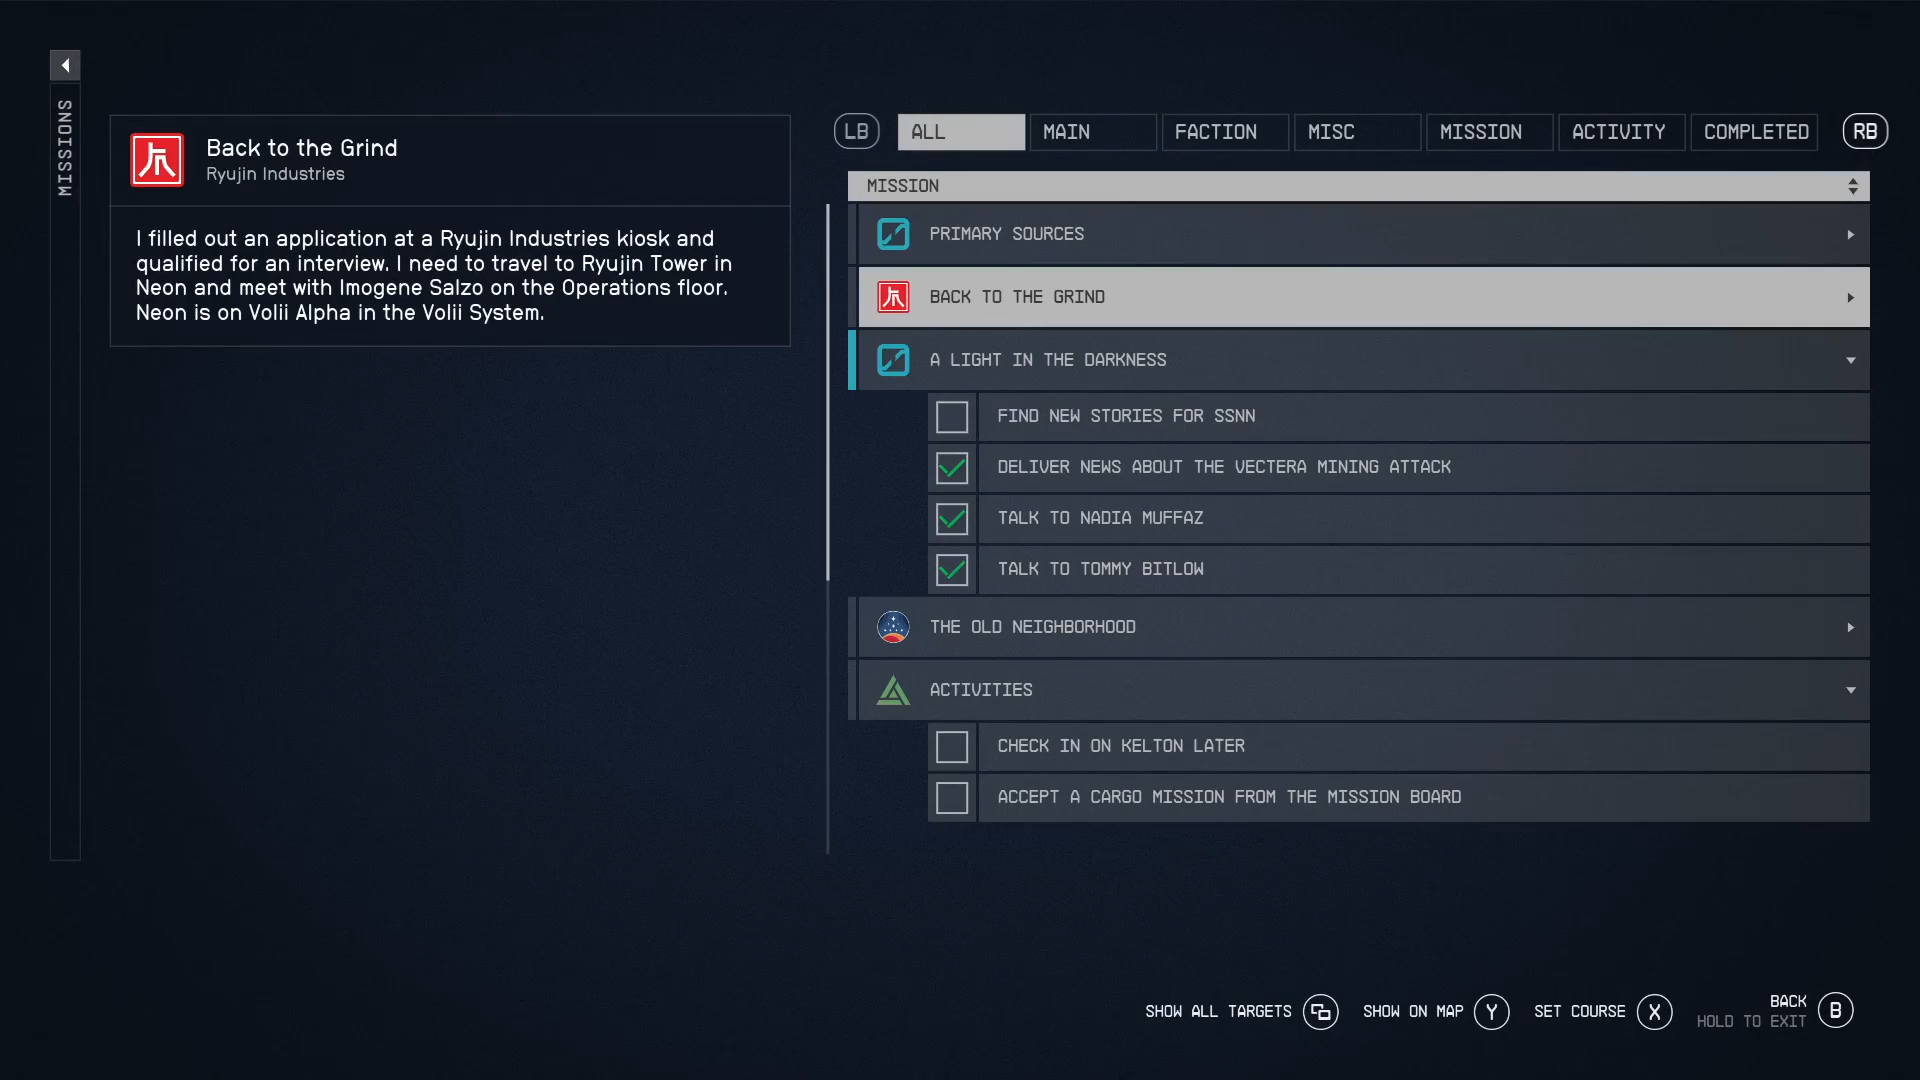 MISSIONS
Back to the Grind
Ryujin Industries
I filled out an application at a Ryujin Industries kiosk and
qualified for an interview. I need to travel to Ryujin Tower in
Neon and meet with Imogene Salzo on the Operations floor.
Neon is on Volii Alpha in the Volii System.
LB ALL MAIN FACTION MISC MISSION ACTIVITY COMPLETED RB
MISSION
PRIMARY SOURCES
BACK TO THE GRIND
A LIGHT IN THE DARKNESS
FIND NEW STORIES FOR SSNN
DELIVER NEWS ABOUT THE VECTERA MINING ATTACK
TALK TO NADIA MUFFAZ
TALK TO TOMMY BITLOW
THE OLD NEIGHBORHOOD
ACTIVITIES
CHECK IN ON KELTON LATER
ACCEPT A CARGO MISSION FROM THE MISSION BOARD
SHOW ALL TARGETS SHOW ON MAP Y SET COURSE X BACK B
HOLD TO EXIT